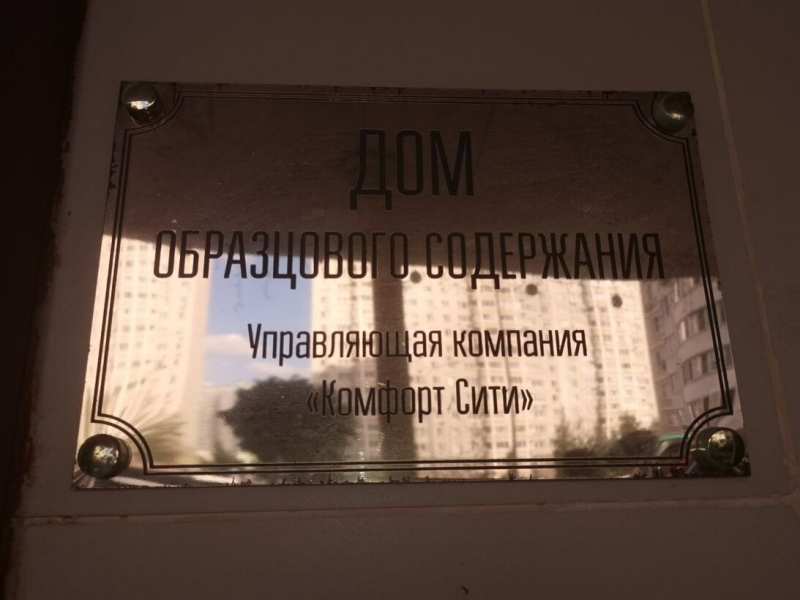 ДОМ
ОБРАЗЦОВОГО СОДЕРЖАНИЯ
Управляющая компания
«Комфорт Сити»